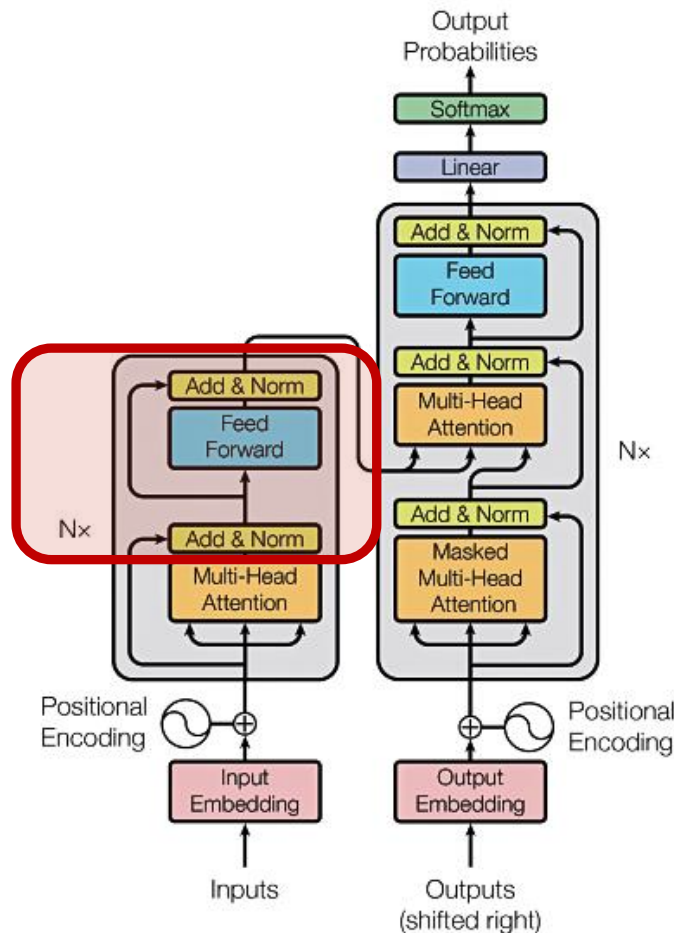 Output
Probabilities
Softmax
Linear
Add & Norm
Feed
Forward
Add & Norm
Multi-Head
Attention
Add & Norm
Masked
Multi-Head
Attention
Nx
Add & Norm
Feed
Forward
Nx
Add & Norm
Multi-Head
Attention
Positional
Encoding
Positional
Encoding
Input
Embedding
Output
Embedding
Inputs
Outputs
(shifted right)